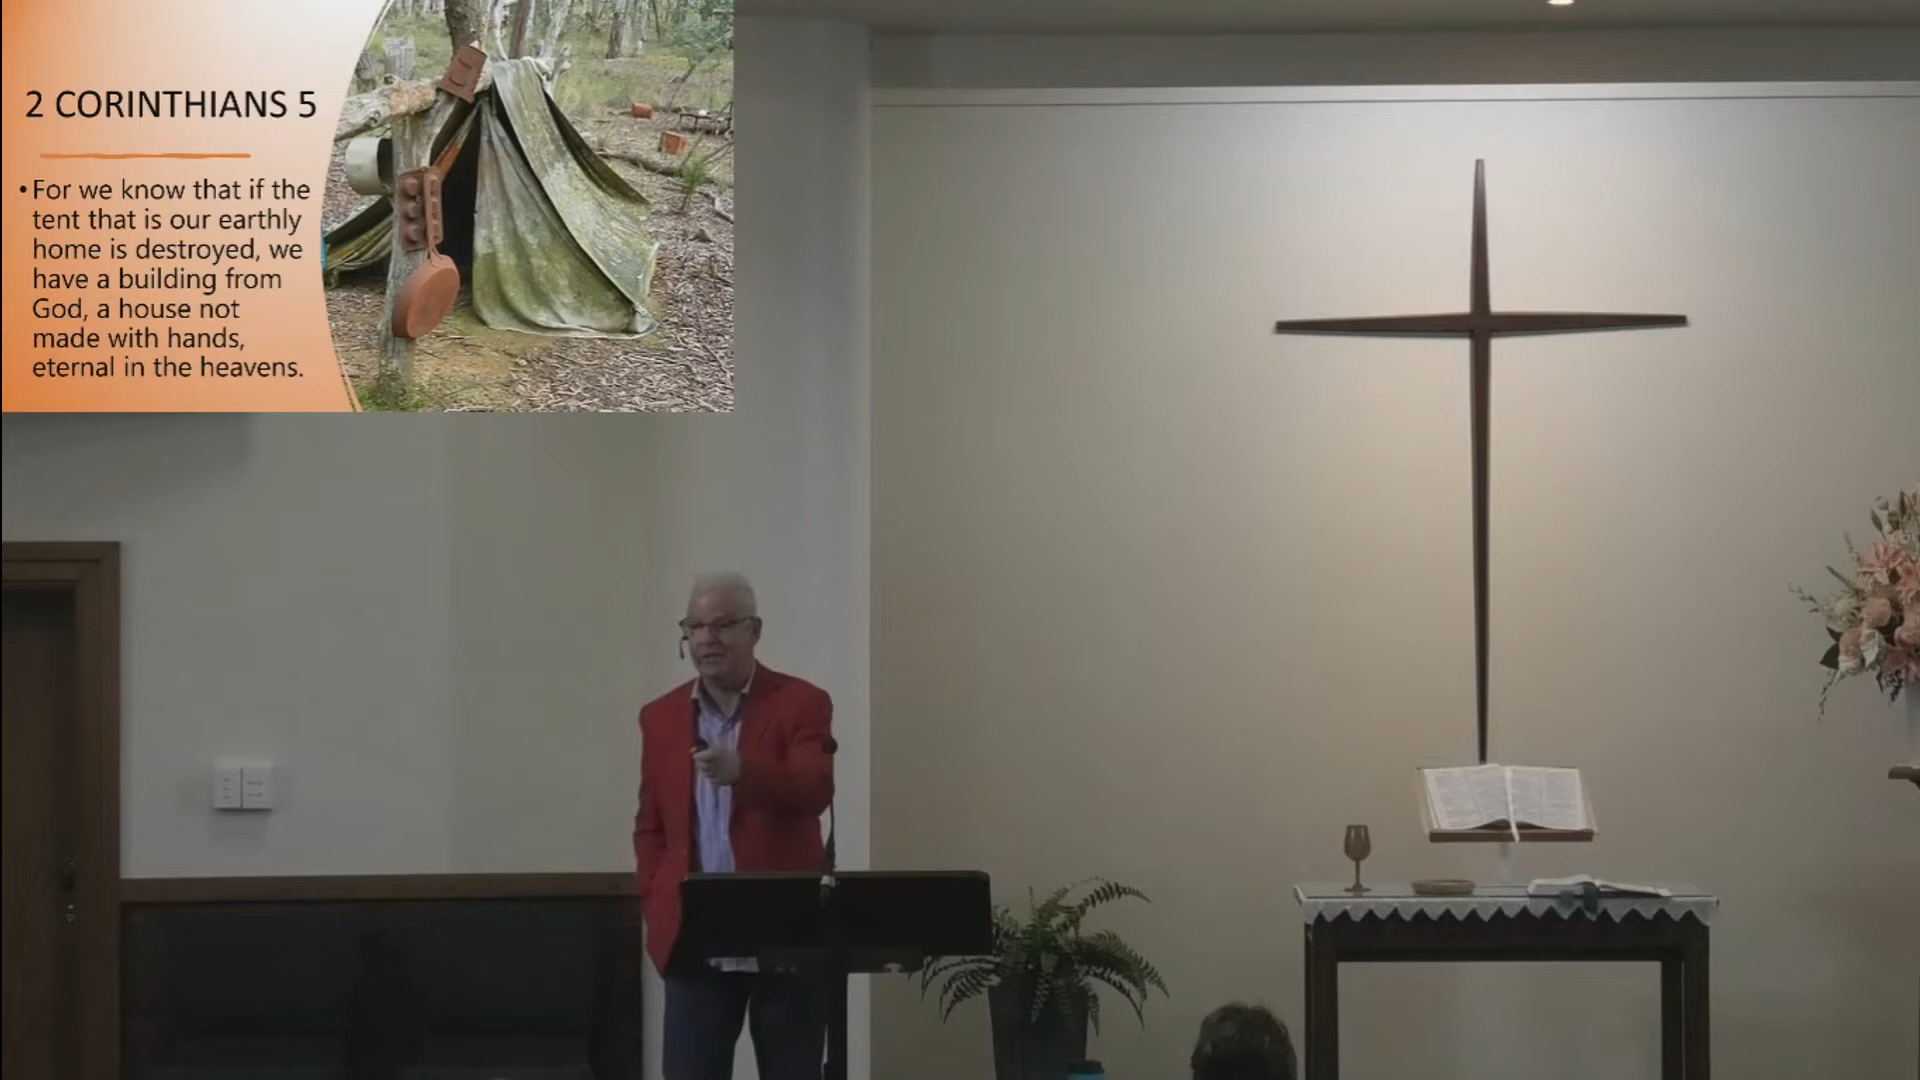 2 CORINTHIANS 5
• For we know that if the
tent that is our earthly
home is destroyed, we
have a building from
God, a house not
made with hands,
eternal in the heavens.